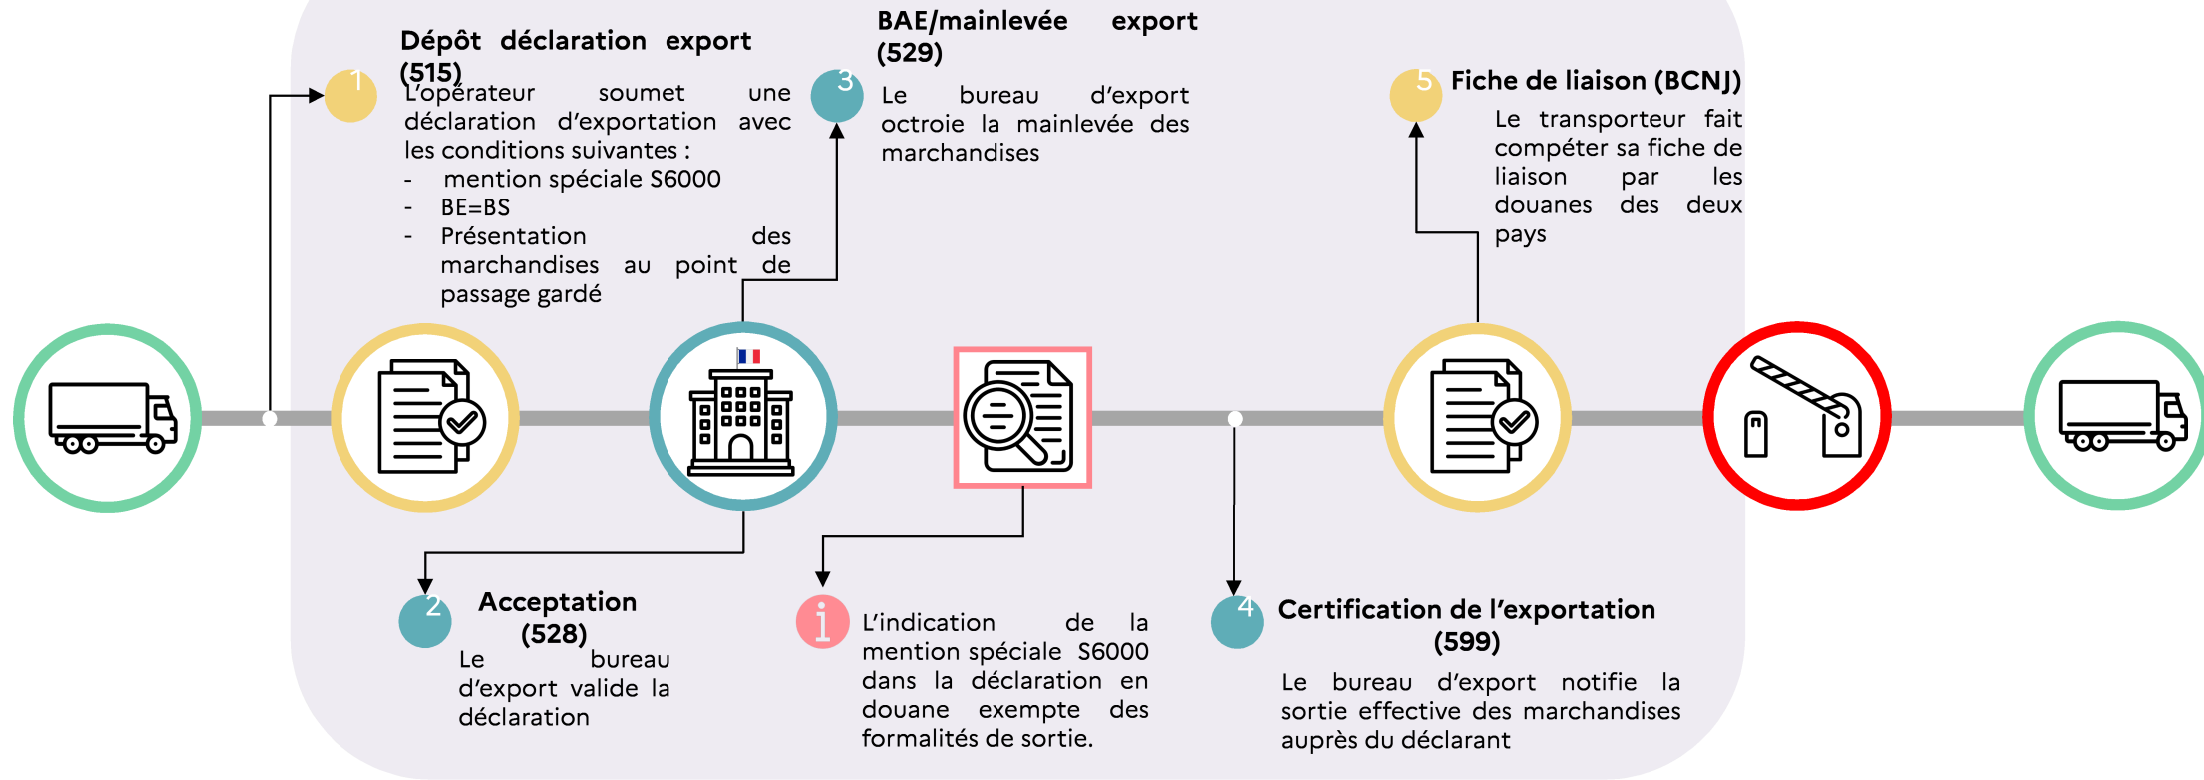 1
Dépôt déclaration export
(515)
L’opérateur soumet une
déclaration d’exportation avec
les conditions suivantes :
- mention spéciale S6000
- BE=BS
- Présentation des
marchandises au point de
passage gardé
3
BAE/mainlevée export
(529)
Le bureau d’export
octroie la mainlevée des
marchandises
5
Fiche de liaison (BCNJ)
Le transporteur fait
compéter sa fiche de
liaison par les
douanes des deux
pays
2
Acceptation
(528)
Le bureau
d’export valide la
déclaration
i
L’indication de la
mention spéciale S6000
dans la déclaration en
douane exempte des
formalités de sortie.
4
Certification de l’exportation
(599)
Le bureau d’export notifie la
sortie effective des marchandises
auprès du déclarant